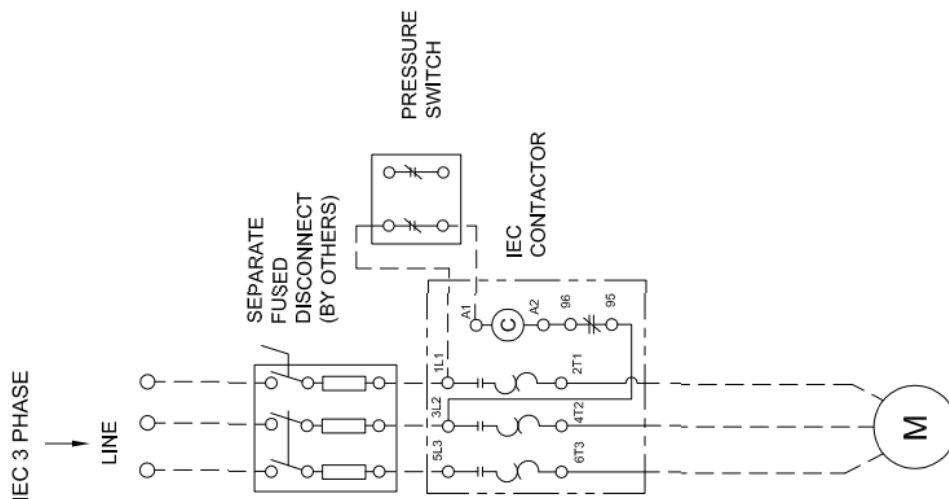 IEC 3 PHASE
LINE
SEPARATE
FUSED
DISCONNECT
(BY OTHERS)
PRESSURE
SWITCH
IEC
CONTACTOR
5L3
3L2
1L1
A1
C
A2
96
95
6T3
4T2
2T1
M